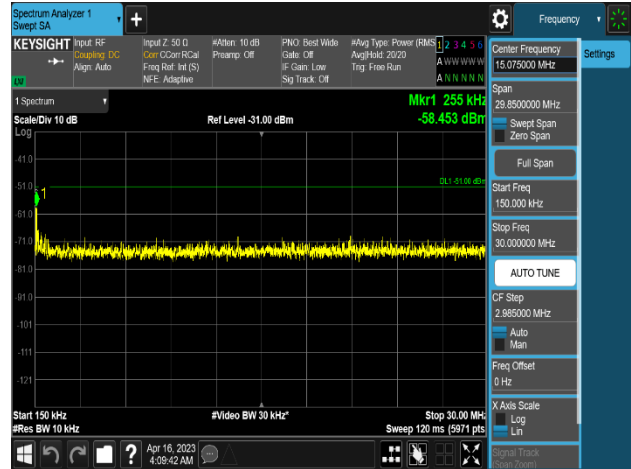 Spectrum Analyzer 1
Swept SA
+
Frequency
KEYSIGHT
Input: RF
Coupling: DC
Align: Auto
Input Z: 50 Ω
Corr CCorr RCal
Freq Ref: Int (S)
NFE: Adaptive
#Atten: 10 dB
Preamp: Off
PNO: Best Wide
Gate: Off
IF Gain: Low
Sig Track: Off
#Avg Type: Power (RMS
Avg|Hold: 20/20
Trig: Free Run
1 2 3 4 5 6
A W W W W W
A N N N N N
LXI
1 Spectrum
Scale/Div 10 dB
Log
Ref Level -31.00 dBm
Mkr1 255 kHz
-58.453 dBm
-41.0
-51.0
-61.0
-71.0
-81.0
-91.0
-101
-111
-121
1
DL1 -51.00 dBm
Start 150 kHz
#Res BW 10 kHz
#Video BW 30 kHz*
Stop 30.00 MHz
Sweep 120 ms (5971 pts
?
Apr 16, 2023
4:09:42 AM
Center Frequency
15.075000 MHz
Settings
Span
29.8500000 MHz
Swept Span
Zero Span
Full Span
Start Freq
150.000 kHz
Stop Freq
30.000000 MHz
AUTO TUNE
CF Step
2.985000 MHz
Auto
Man
Freq Offset
0 Hz
X Axis Scale
Log
Lin
Signal Track
(Span Zoom)